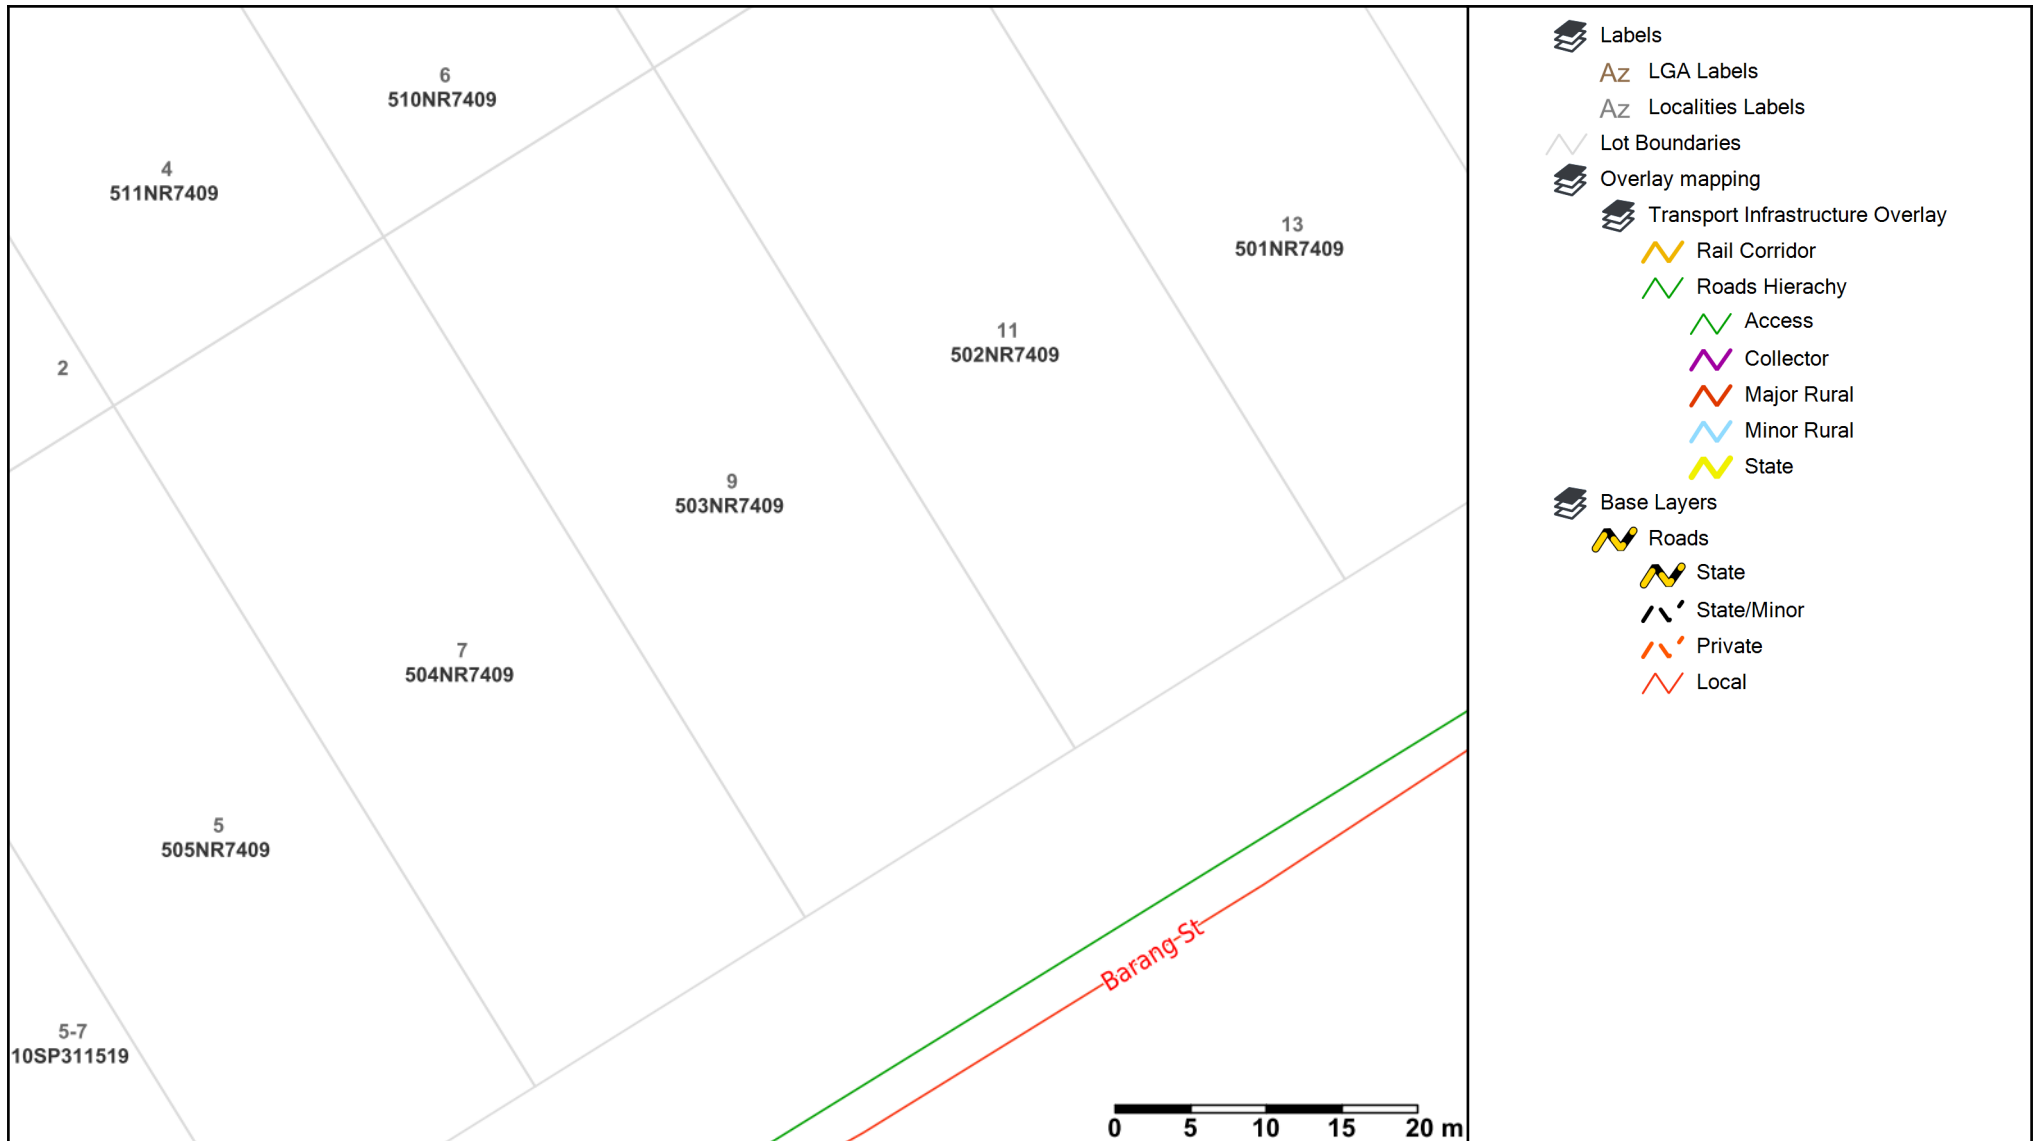 6
510NR7409
4
511NR7409
13
501NR7409
11
502NR7409
2
9
503NR7409
7
504NR7409
5
505NR7409
Barang St
5-7
10SP311519
0 5 10 15 20 m
Labels
Az LGA Labels
Az Localities Labels
Lot Boundaries
Overlay mapping
Transport Infrastructure Overlay
Rail Corridor
Roads Hierachy
Access
Collector
Major Rural
Minor Rural
State
Base Layers
Roads
State
State/Minor
Private
Local